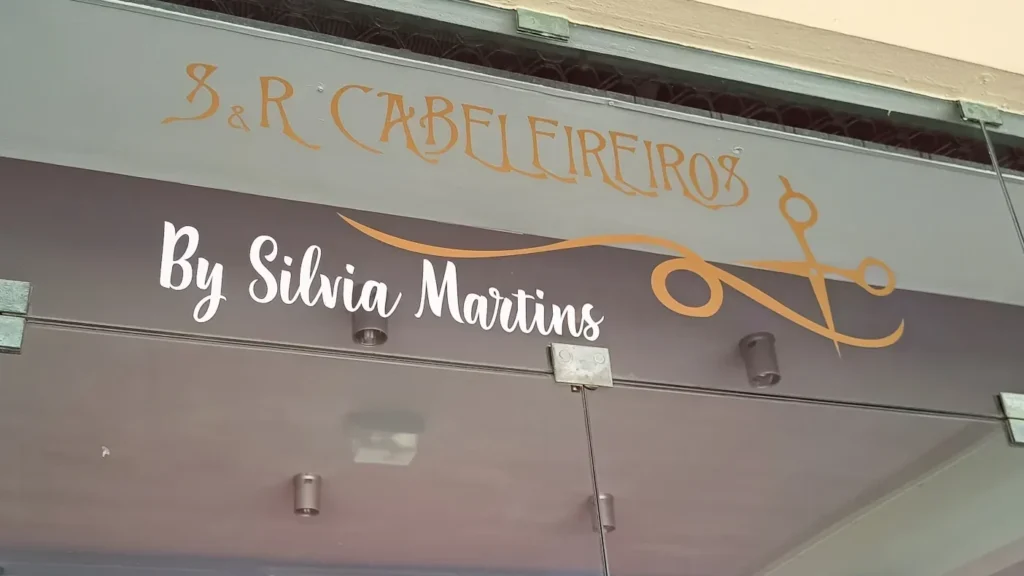 S & R CABELEIREIROS
By Silvia Martins